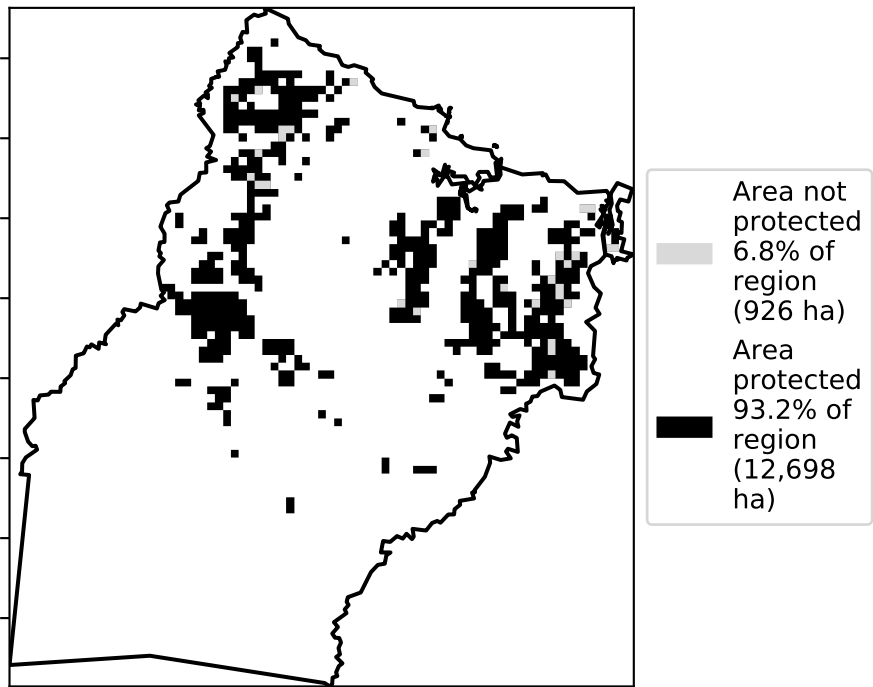 Area not
protected
6.8% of
region
(926 ha)
Area
protected
93.2% of
region
(12,698
ha)